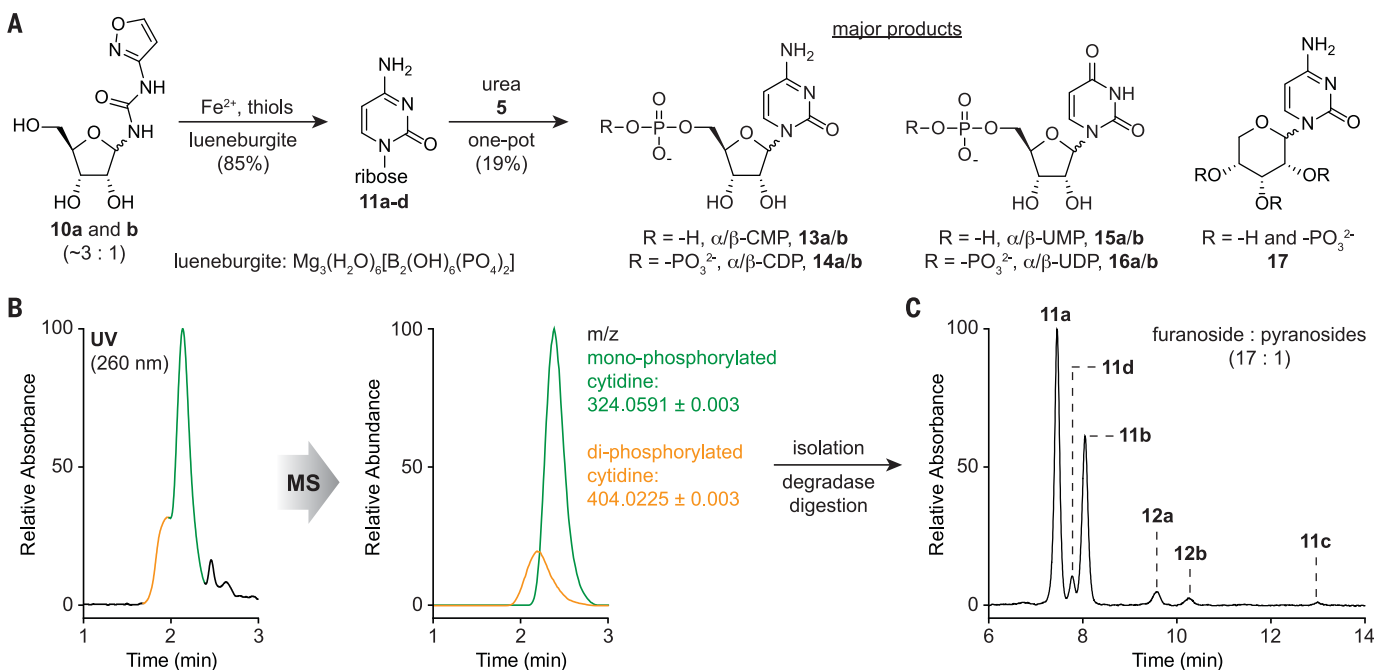 A
O
N
NH
O
NH
HO
O
HO OH
10a and b
(~3 : 1)
Fe²⁺, thiols
lueneburgite
(85%)
NH₂
N
N O
ribose
11a-d
urea
5
one-pot
(19%)
lueneburgite: Mg₃(H₂O)₆[B₂(OH)₆(PO₄)₂]
major products
NH₂
N
N O
O
RO P O
O⁻
O
HO OH
R = -H, α/β-CMP, 13a/b
R = -PO₃²⁻, α/β-CDP, 14a/b
O
NH
N O
O
RO P O
O⁻
O
HO OH
R = -H, α/β-UMP, 15a/b
R = -PO₃²⁻, α/β-UDP, 16a/b
NH₂
N
N O
O
RO OR
OR
R = -H and -PO₃²⁻
17
B
UV
(260 nm)
Relative Absorbance
100
50
0
1 2 3
Time (min)
MS
Relative Abundance
100
50
0
1 2 3
Time (min)
m/z
mono-phosphorylated
cytidine:
324.0591 ± 0.003
di-phosphorylated
cytidine:
404.0225 ± 0.003
isolation
degradase
digestion
C
Relative Absorbance
100
50
0
6 8 10 12 14
Time (min)
11a
11d
11b
12a
12b
11c
furanoside : pyranosides
(17 : 1)